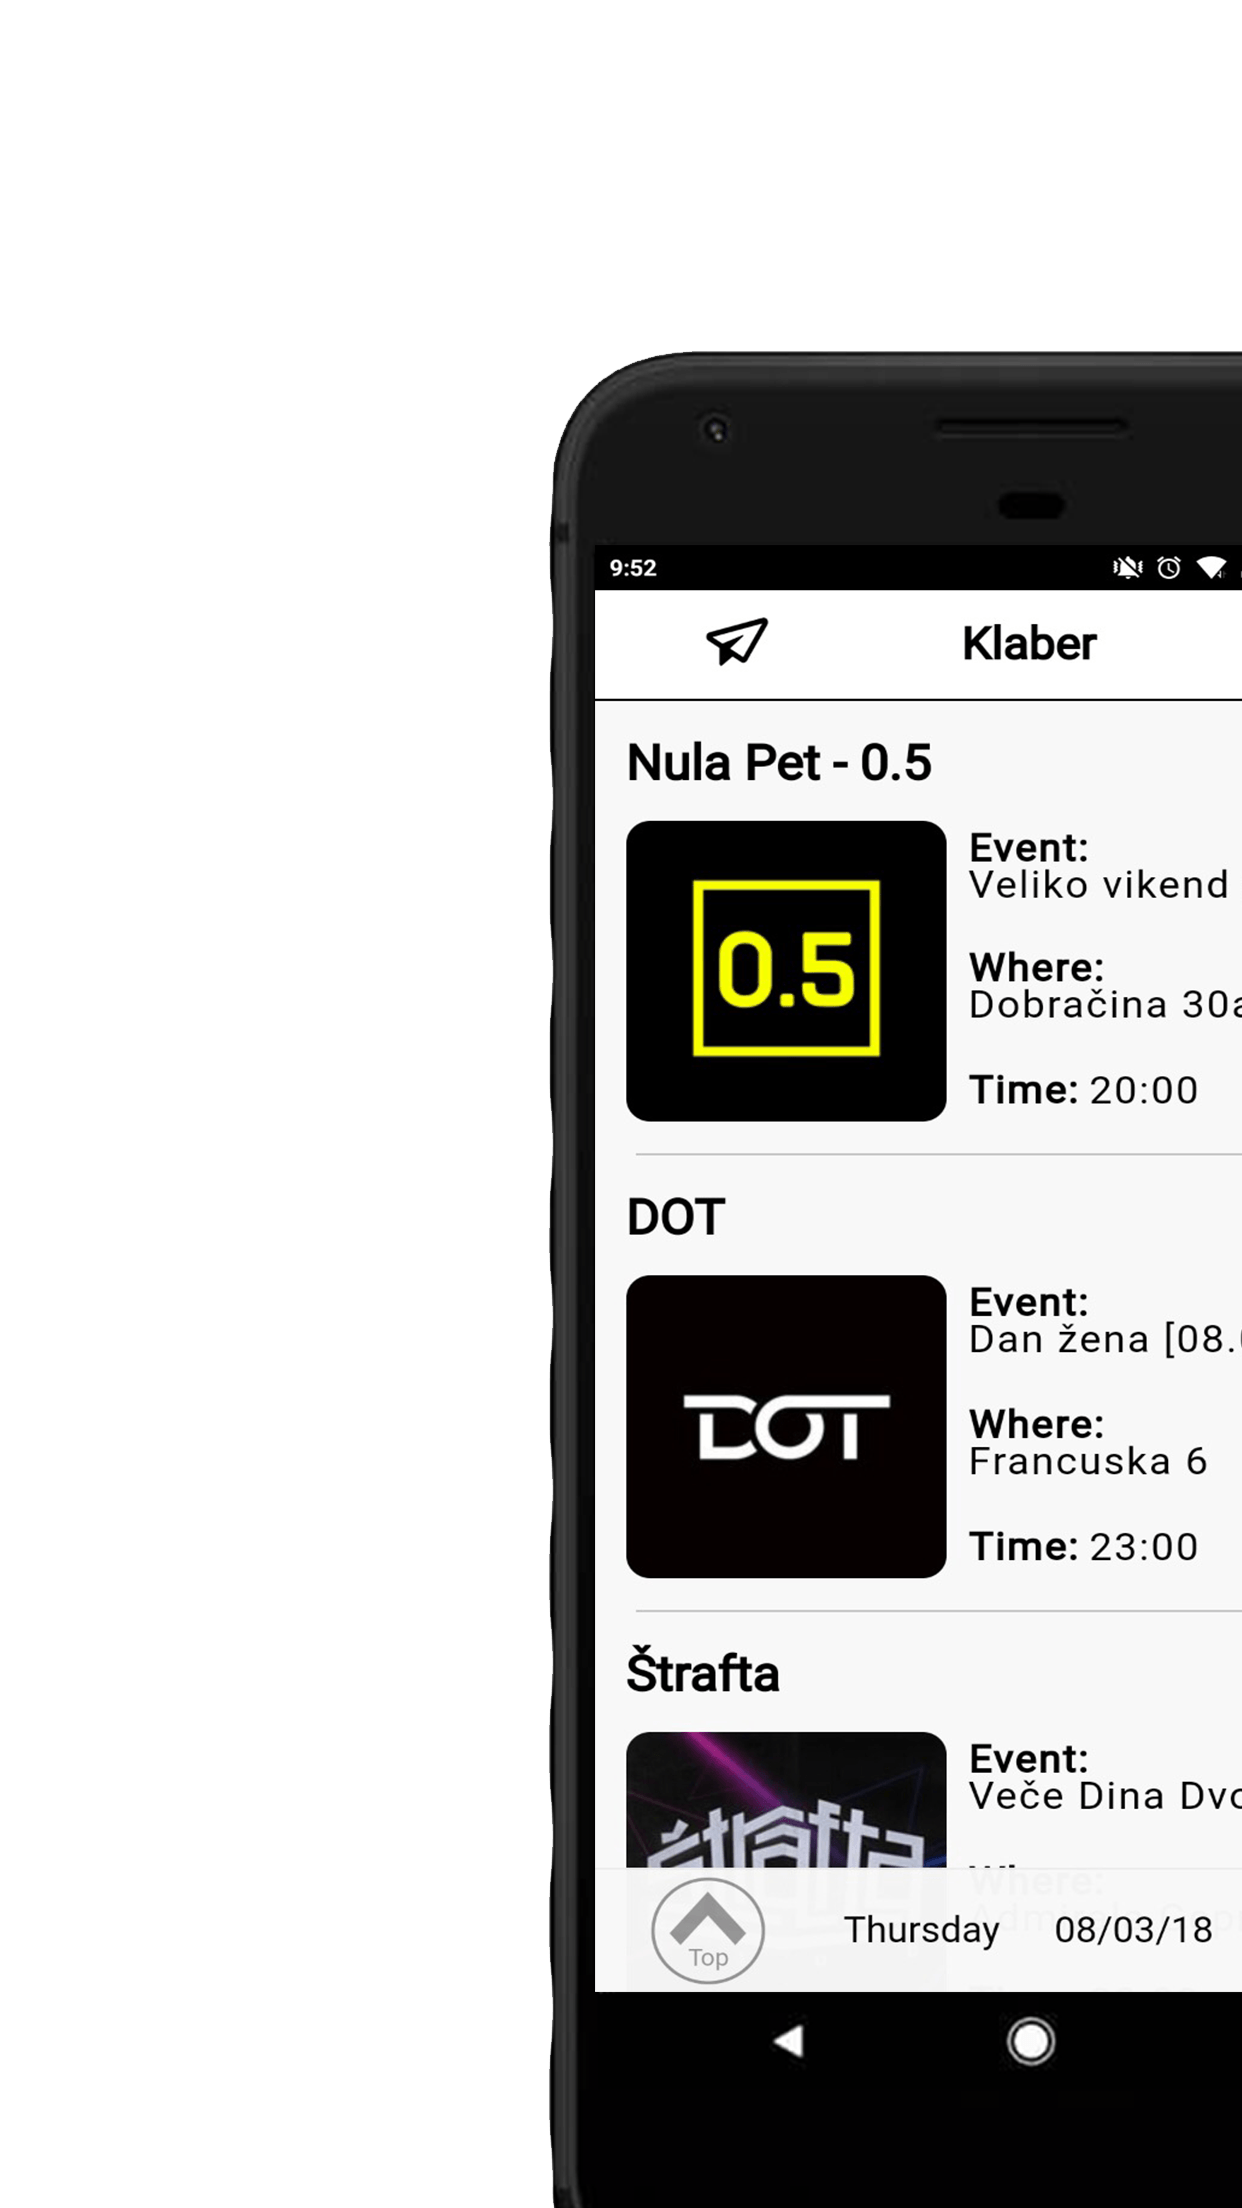 9:52
Klaber
Nula Pet - 0.5
0.5
Event:
Veliko vikend
Where:
Dobračina 30a
Time: 20:00
DOT
DOT
Event:
Dan žena [08.
Where:
Francuska 6
Time: 23:00
Štrafta
štrafta
Event:
Veče Dina Dvo
Where:
Top
Thursday 08/03/18